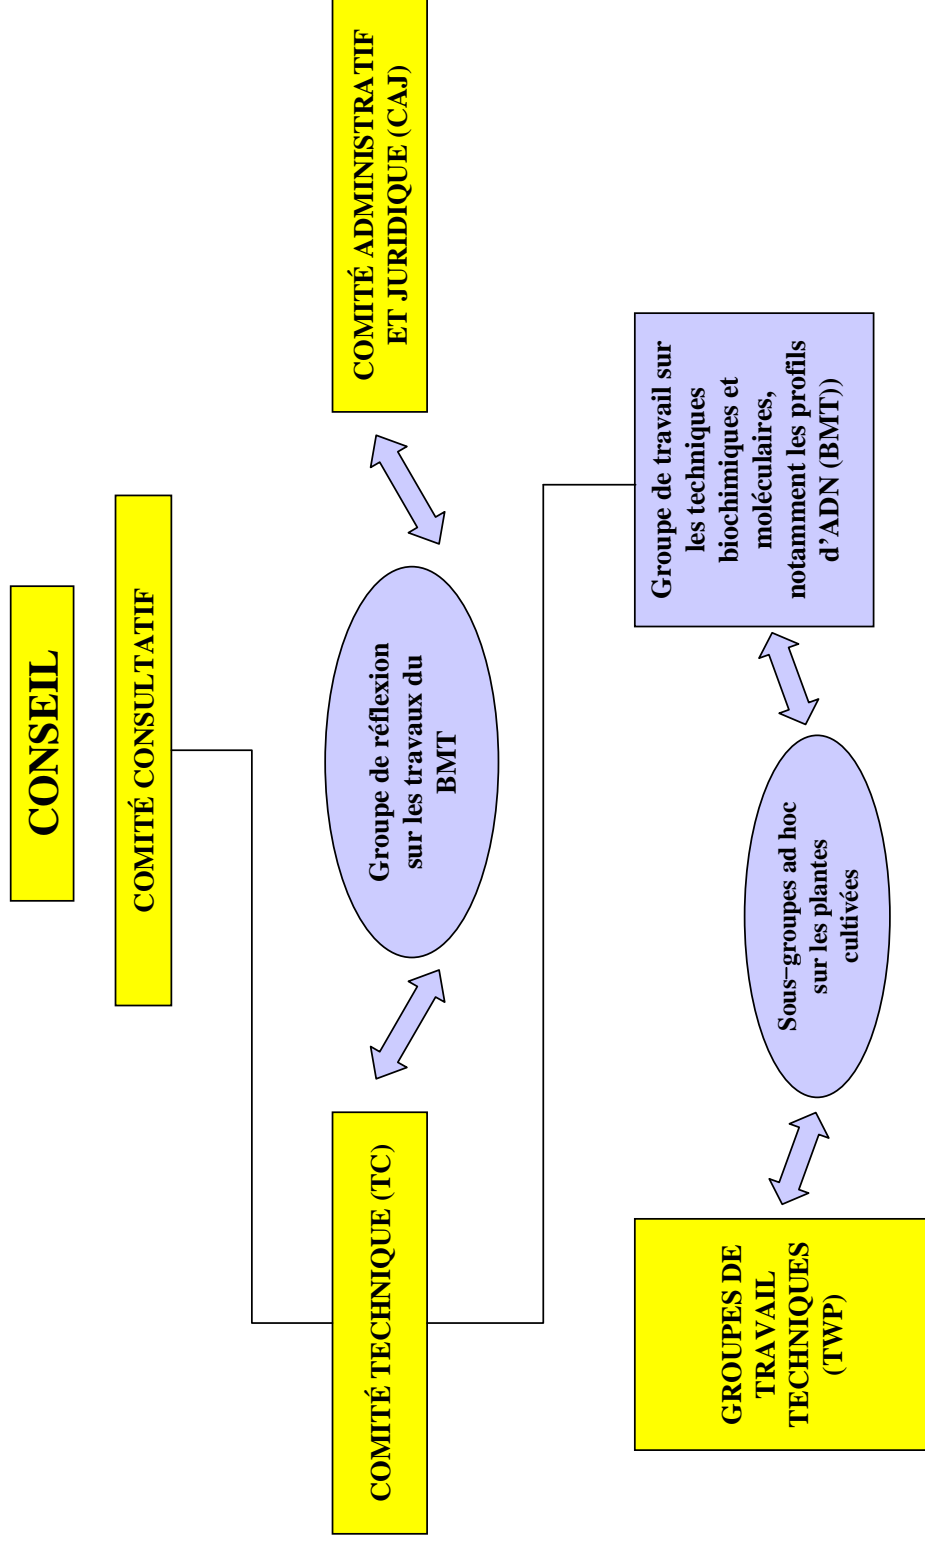 CONSEIL
COMITÉ CONSULTATIF
COMITÉ TECHNIQUE (TC)
Groupe de réflexion
sur les travaux du
BMT
COMITÉ ADMINISTRATIF
ET JURIDIQUE (CAJ)
GROUPES DE
TRAVAIL
TECHNIQUES
(TWP)
Sous-groupes ad hoc
sur les plantes
cultivées
Groupe de travail sur
les techniques
biochimiques et
moléculaires,
notamment les profils
d'ADN (BMT))